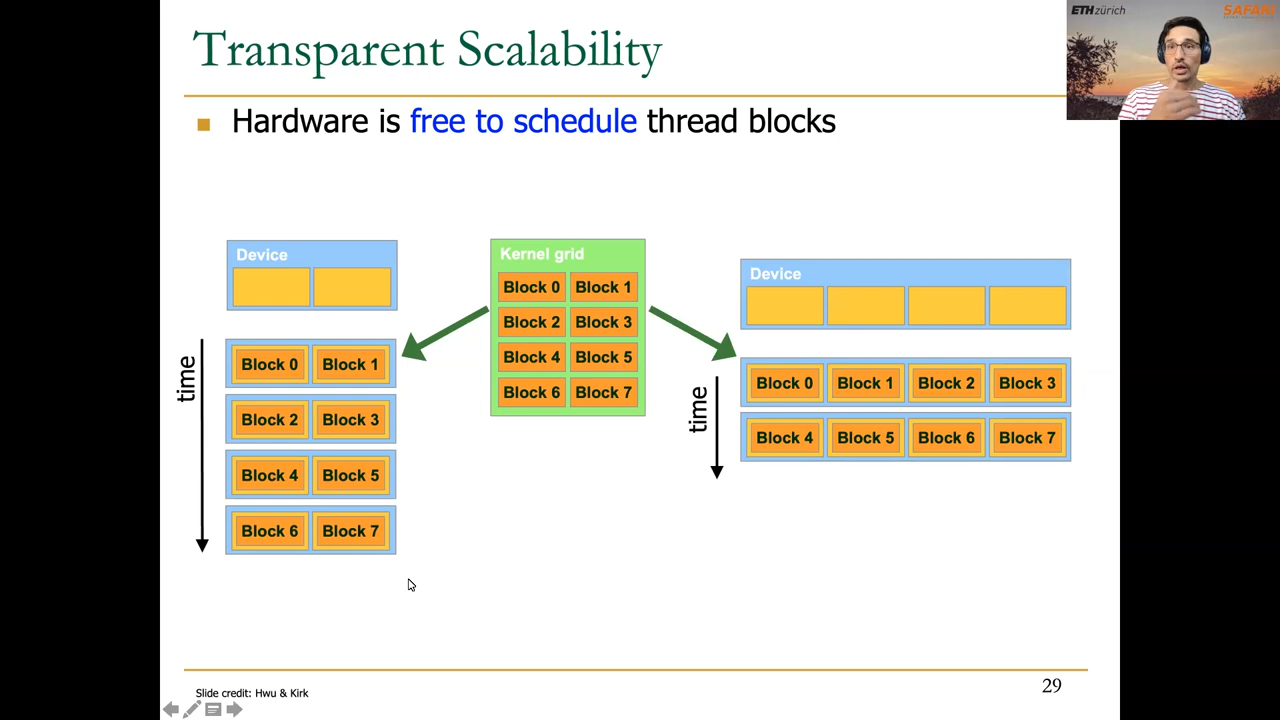 ETH zürich
SAFARI
Transparent Scalability
Hardware is free to schedule thread blocks
Device
Kernel grid
Block 0 Block 1
Block 2 Block 3
Block 4 Block 5
Block 6 Block 7
Device
time
Block 0 Block 1
Block 2 Block 3
Block 4 Block 5
Block 6 Block 7
time
Block 0 Block 1 Block 2 Block 3
Block 4 Block 5 Block 6 Block 7
Slide credit: Hwu & Kirk
29